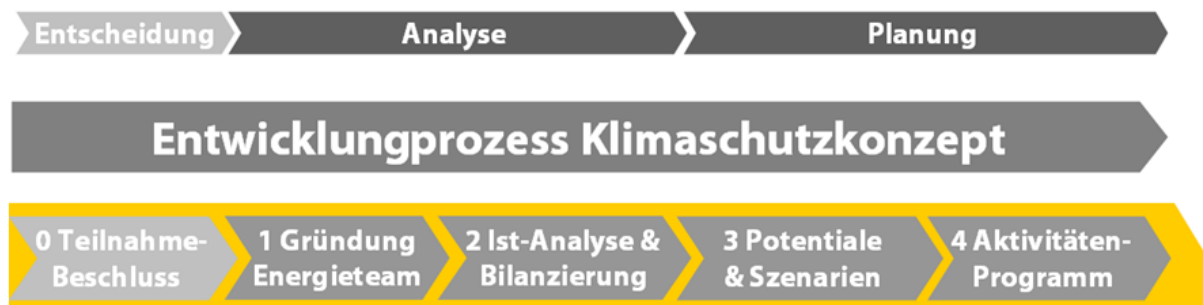 Entscheidung Analyse Planung
Entwicklungprozess Klimaschutzkonzept
0 Teilnahme-
Beschluss
1 Gründung
Energieteam
2 Ist-Analyse &
Bilanzierung
3 Potentiale
& Szenarien
4 Aktivitäten-
Programm